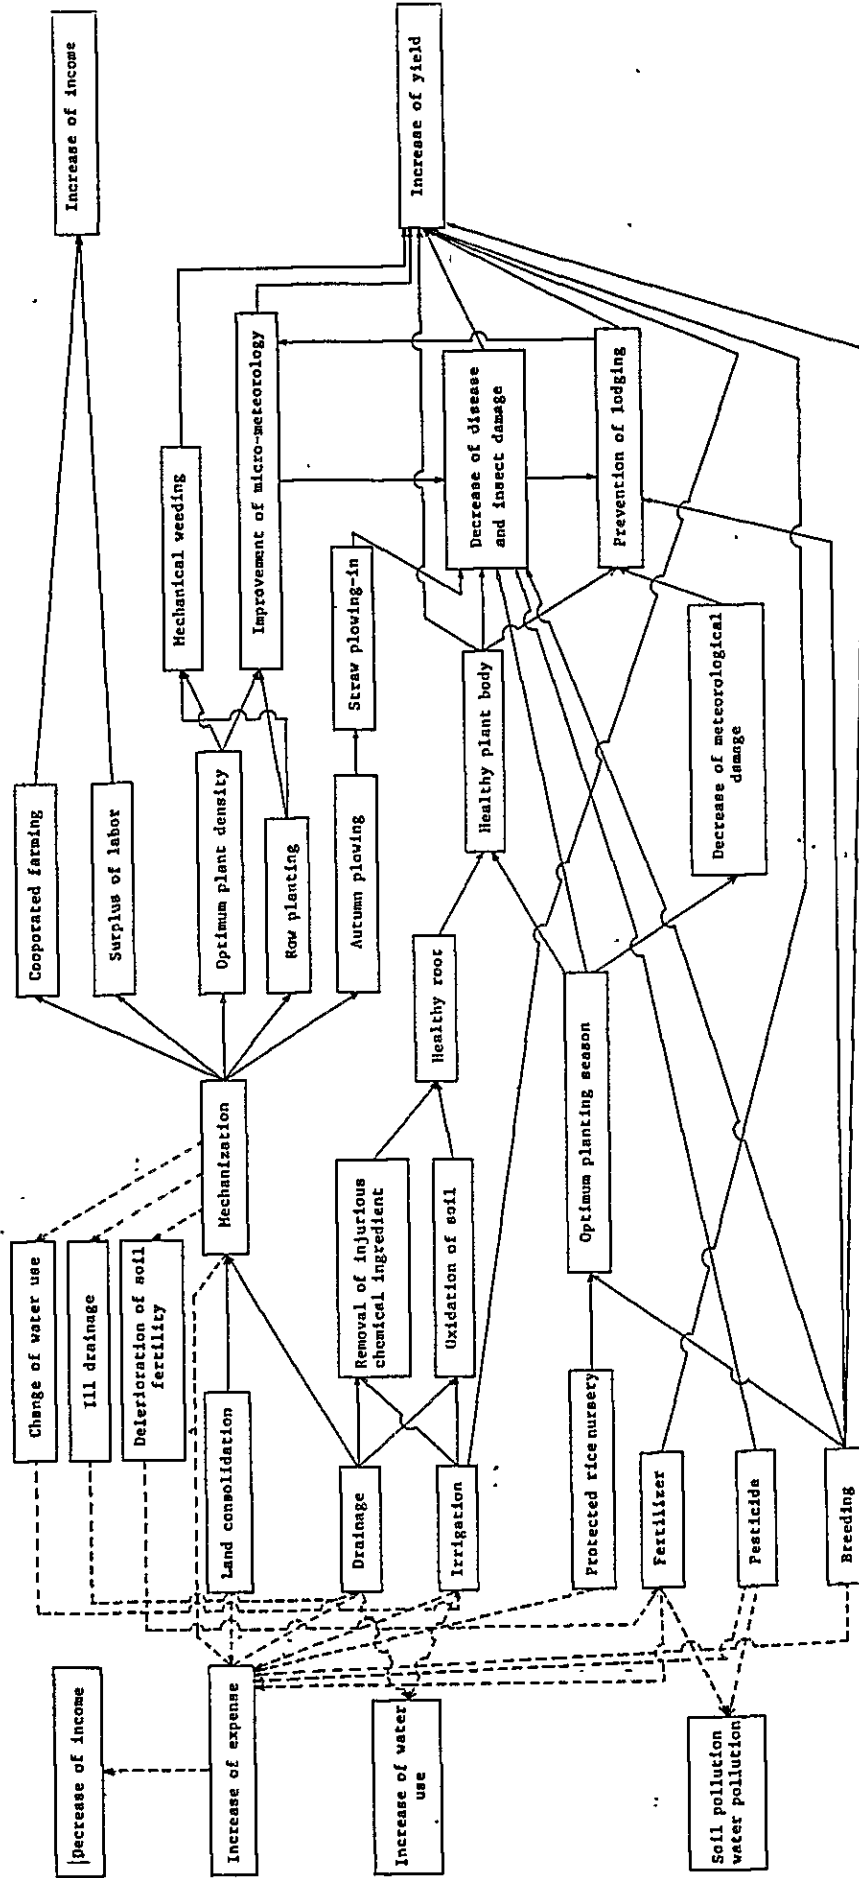 Increase of income
Increase of yield
Mechanical weeding
Improvement of micro-meteorology
Decrease of disease
and insect damage
Prevention of lodging
Straw plowing-in
Healthy plant body
Decrease of meteorological
damage
Cooporated farming
Surplus of labor
Optimum plant density
Row planting
Autumn plowing
Healthy root
Optimum planting season
Mechanization
Removal of injurious
chemical ingredient
Oxidation of soil
Change of water use
Ill drainage
Deterioration of soil
fertility
Land consolidation
Drainage
Irrigation
Protected rice nursery
Fertilizer
Pesticide
Breeding
Decrease of income
Increase of expense
Increase of water
use
Soil pollution
water pollution